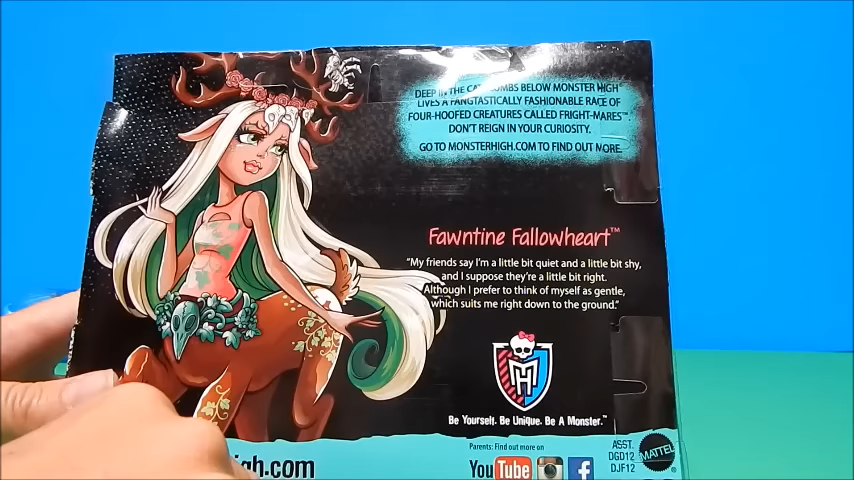 DEEP IN THE CATACOMBS BELOW MONSTER HIGH®
LIVES A FANGTASTICALLY FASHIONABLE RACE OF
FOUR-HOOFED CREATURES CALLED FRIGHT-MARES™.
DON'T REIGN IN YOUR CURIOSITY.
GO TO MONSTERHIGH.COM TO FIND OUT MORE.
Fawntine Fallowheart™
"My friends say I'm a little bit quiet and a little bit shy,
and I suppose they're a little bit right.
Although I prefer to think of myself as gentle,
which suits me right down to the ground."
MH
Be Yourself. Be Unique. Be A Monster.™
Parents: Find out more on
gh.com
YouTube
f
ASST.
DGD12
DJF12
MATTEL®